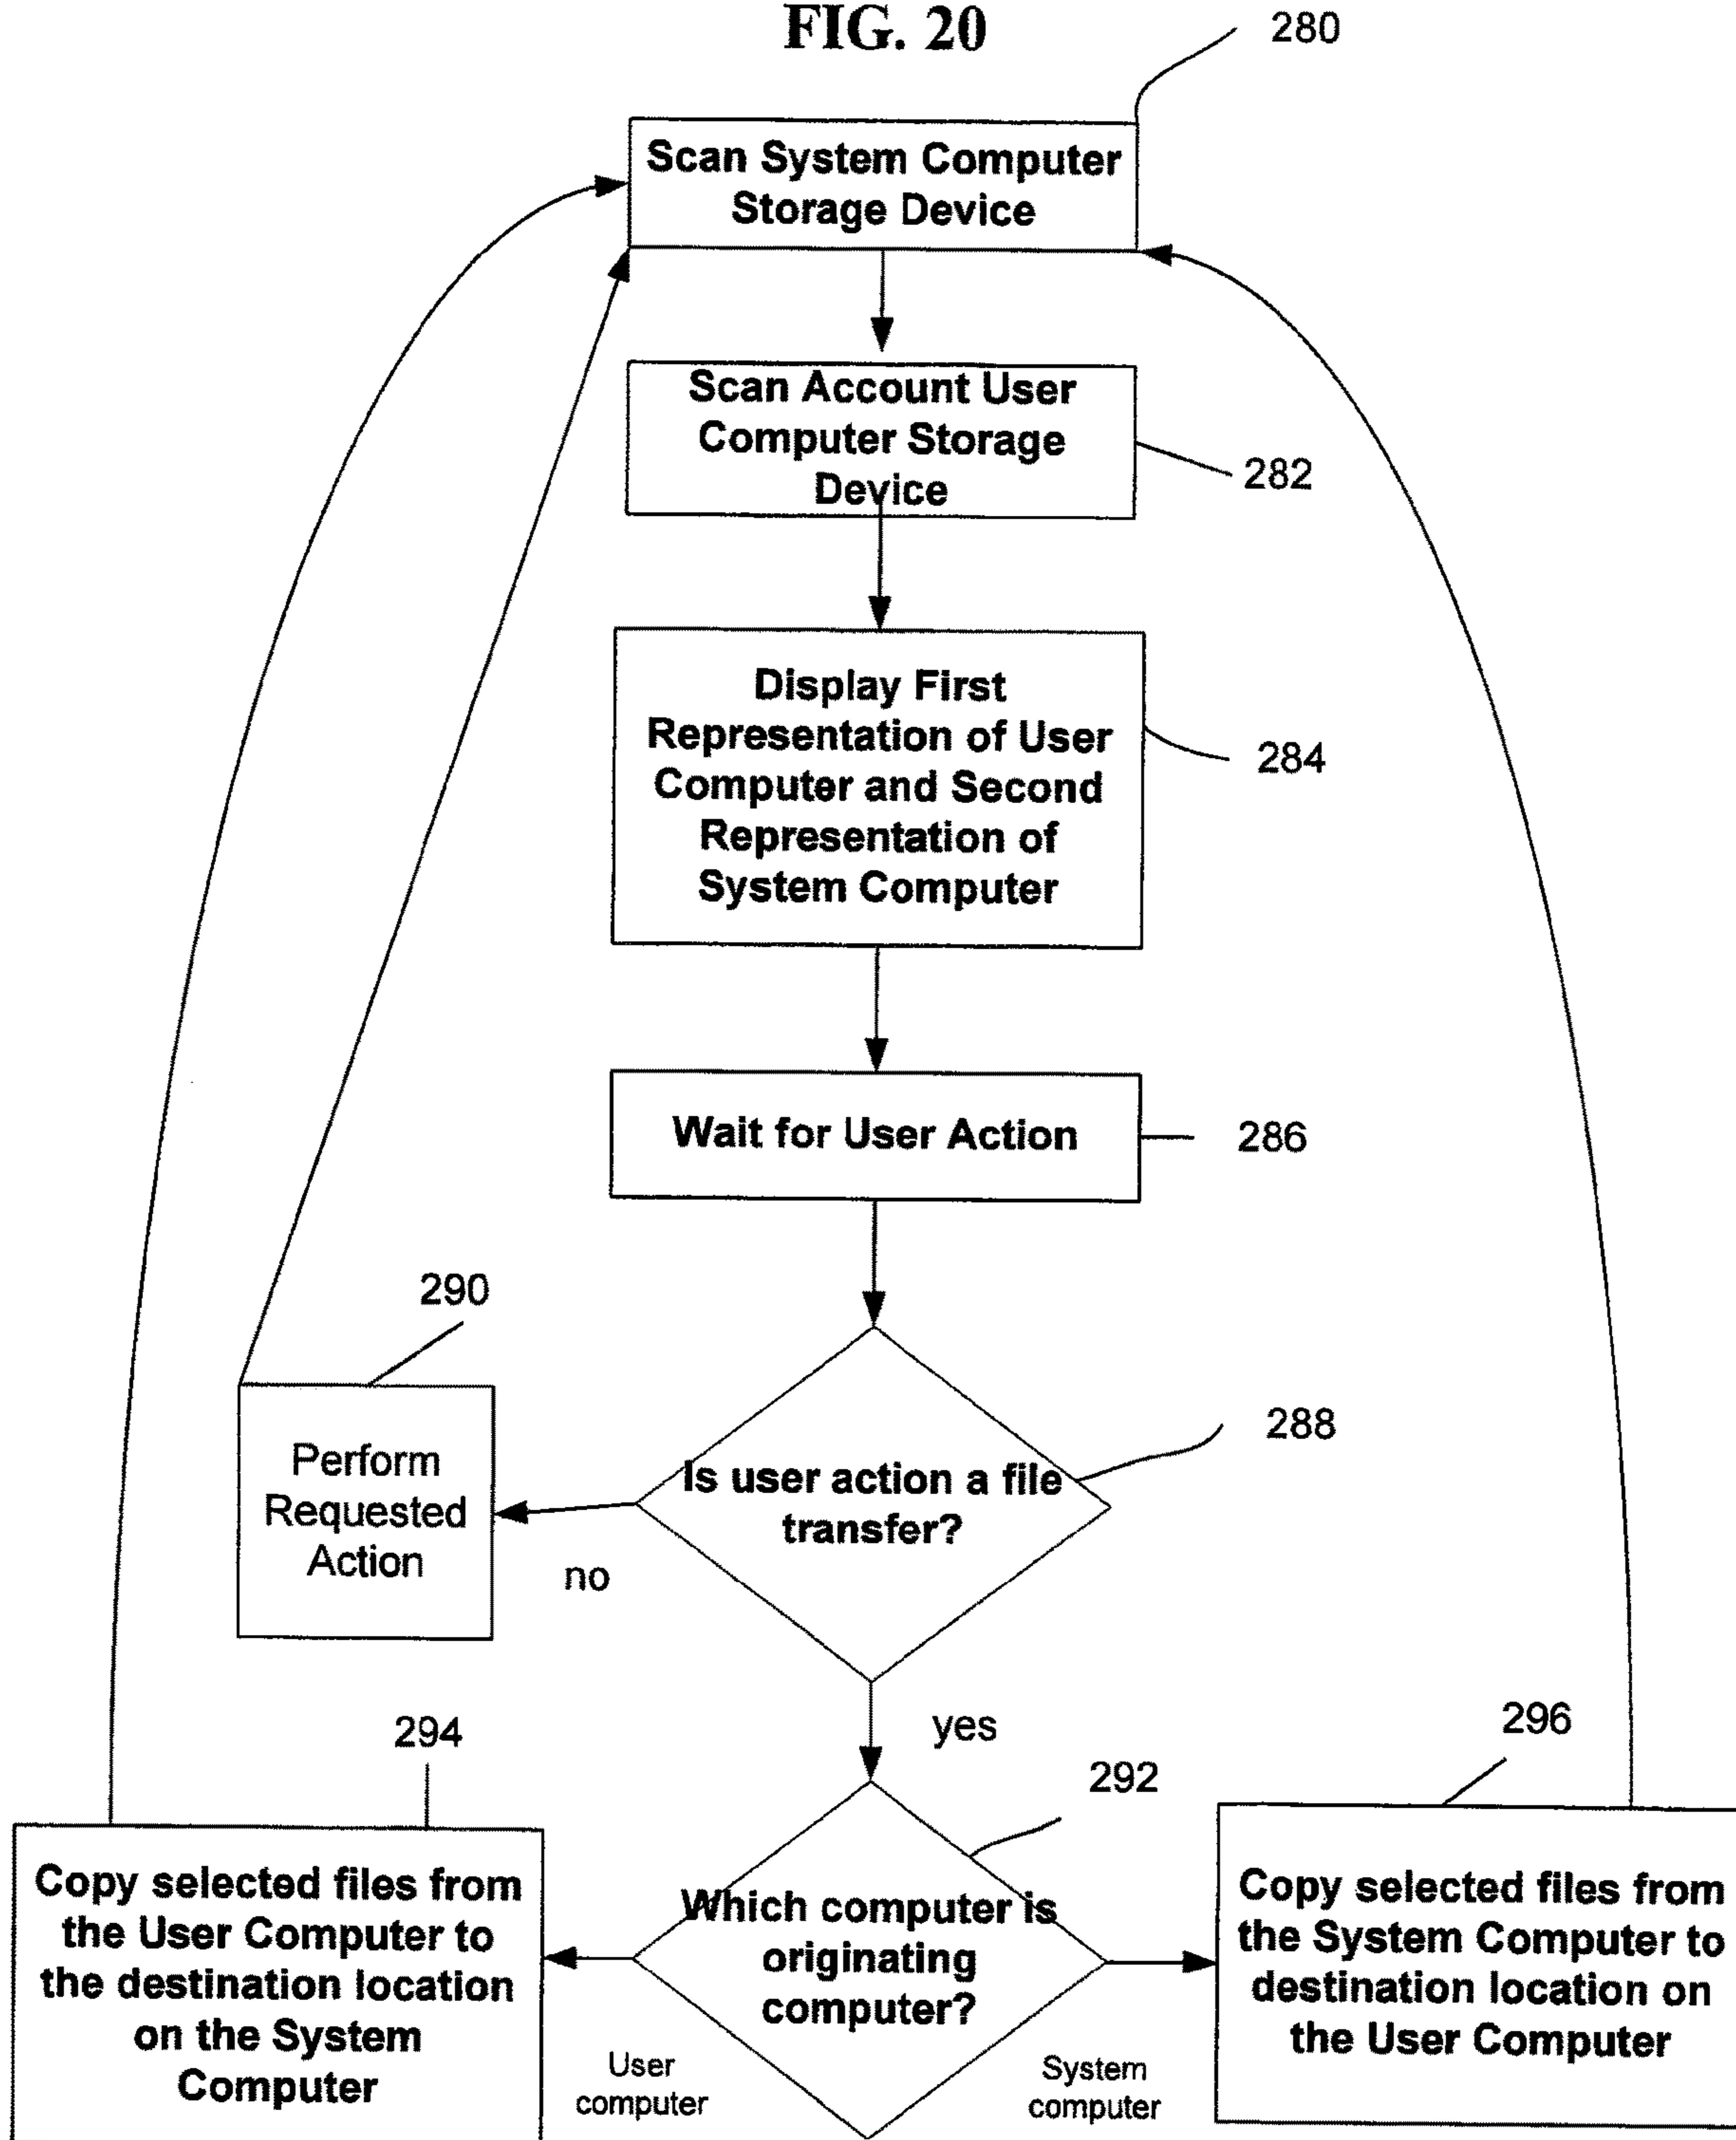 FIG. 20
280
Scan System Computer
Storage Device
Scan Account User
Computer Storage
Device
282
Display First
Representation of User
Computer and Second
Representation of
System Computer
284
Wait for User Action
286
290
288
Perform
Requested
Action
Is user action a file
transfer?
no
yes
294
296
292
Copy selected files from
the User Computer to
the destination location
on the System
Computer
Which computer is
originating
computer?
Copy selected files from
the System Computer to
destination location on
the User Computer
User
computer
System
computer